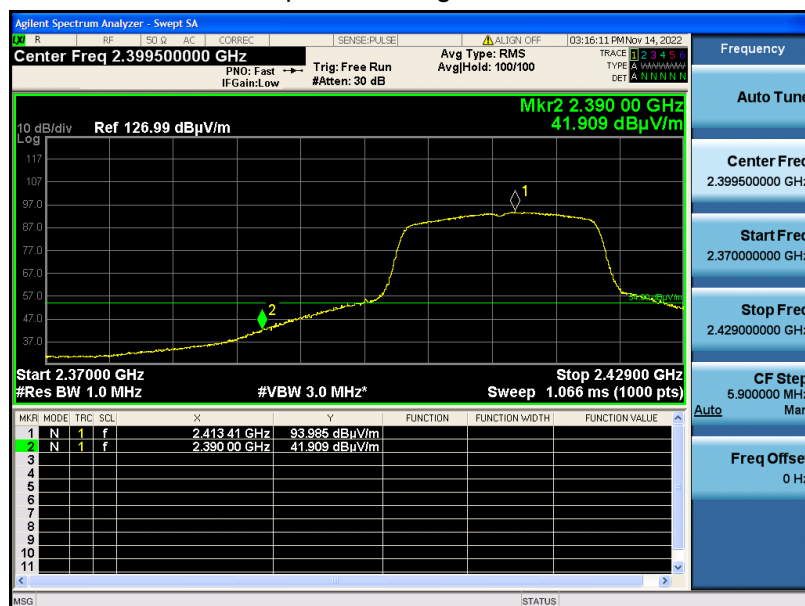 Agilent Spectrum Analyzer - Swept SA
LXI R RF 50 Ω AC CORREC SENSE:PULSE ALIGN OFF 03:16:11 PM Nov 14, 2022
Center Freq 2.399500000 GHz
PNO: Fast
IFGain:Low
Trig: Free Run
#Atten: 30 dB
Avg Type: RMS
Avg|Hold: 100/100
TRACE 1 2 3 4 5 6
TYPE A WWWWW
DET A N N N N N
Mkr2 2.390 00 GHz
41.909 dBµV/m
10 dB/div Ref 126.99 dBµV/m
Log
117
107
97.0
87.0
77.0
67.0
57.0
47.0
37.0
1
2
54.00 dBµV/m
Start 2.37000 GHz Stop 2.42900 GHz
#Res BW 1.0 MHz #VBW 3.0 MHz* Sweep 1.066 ms (1000 pts)
MKR MODE TRC SCL X Y FUNCTION FUNCTION WIDTH FUNCTION VALUE
1 N 1 f 2.413 41 GHz 93.985 dBµV/m
2 N 1 f 2.390 00 GHz 41.909 dBµV/m
3
4
5
6
7
8
9
10
11
MSG STATUS
Frequency
Auto Tune
Center Freq
2.399500000 GHz
Start Freq
2.370000000 GHz
Stop Freq
2.429000000 GHz
CF Step
5.900000 MHz
Auto Man
Freq Offset
0 Hz